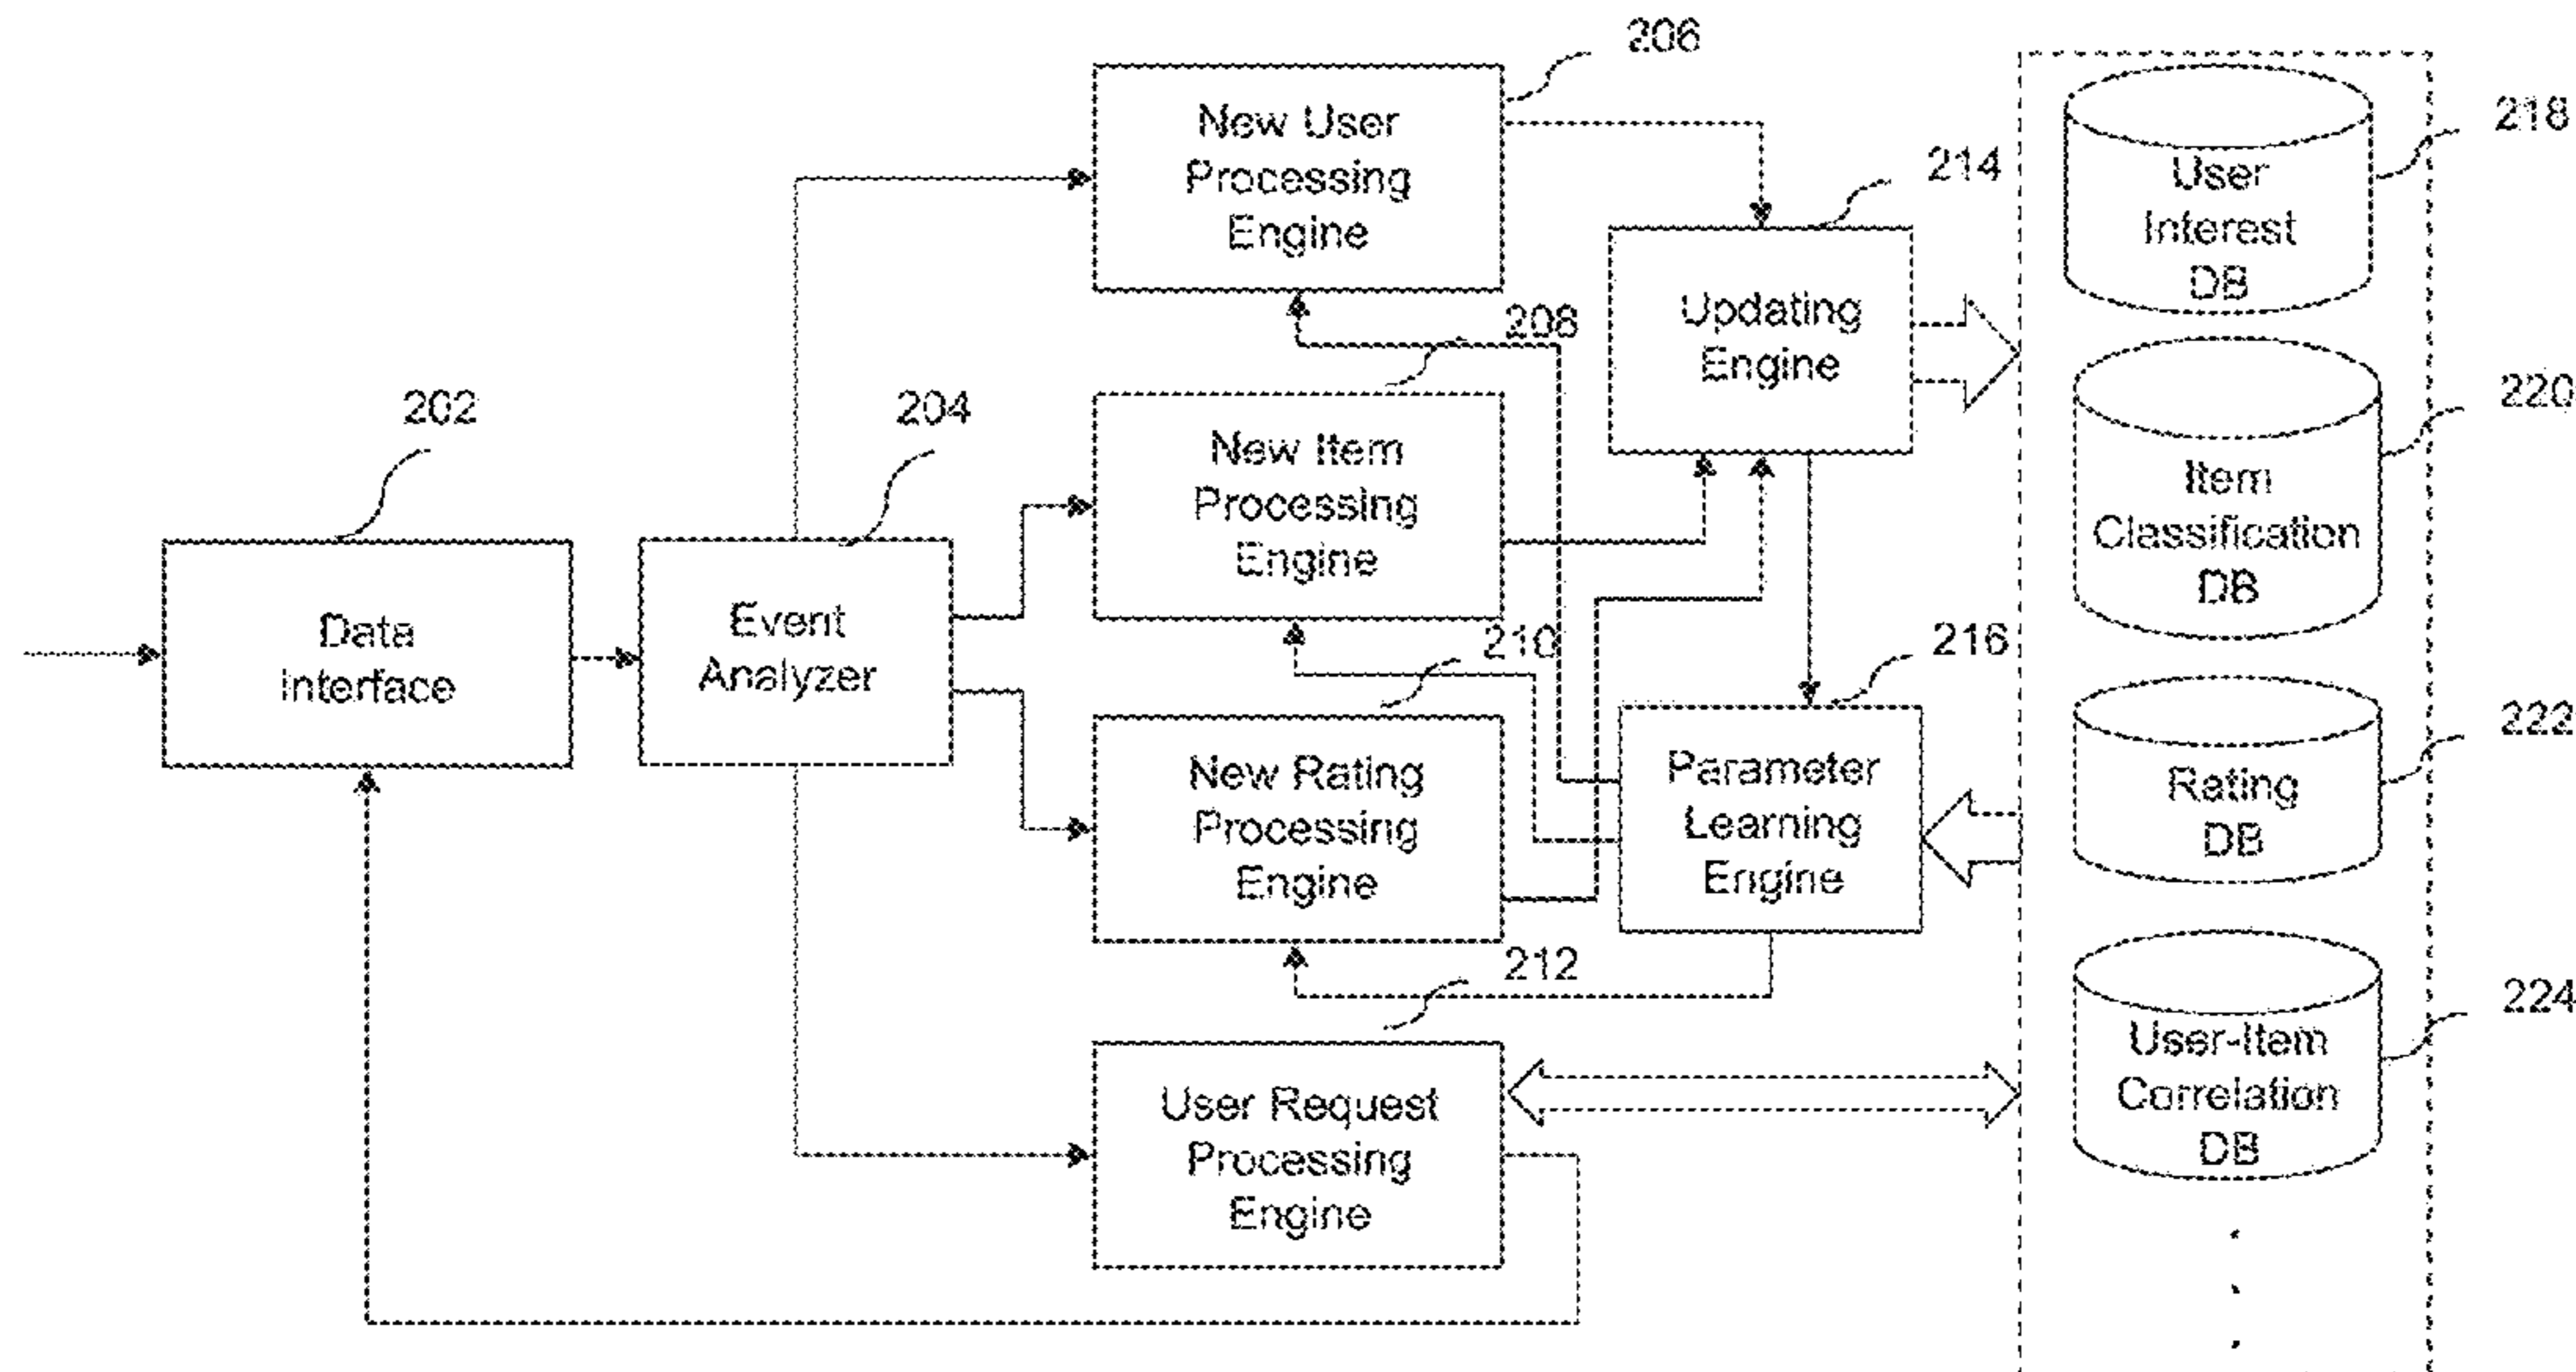 206
New User
Processing
Engine
218
User
Interest
DB
214
Updating
Engine
208
202
204
New Item
Processing
Engine
220
Item
Classification
DB
Data
Interface
Event
Analyzer
210
216
New Rating
Processing
Engine
Parameter
Learning
Engine
222
Rating
DB
212
224
User-Item
Correlation
DB
User Request
Processing
Engine